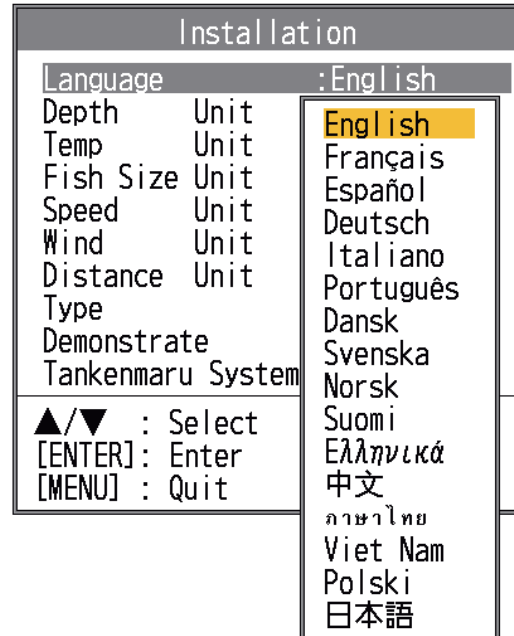 Installation
Language :English
Depth Unit
Temp Unit
Fish Size Unit
Speed Unit
Wind Unit
Distance Unit
Type
Demonstrate
Tankenmaru System
▲/▼ : Select
[ENTER]: Enter
[MENU] : Quit
English
Français
Español
Deutsch
Italiano
Português
Dansk
Svenska
Norsk
Suomi
Ελληνικά
中文
ภาษาไทย
Viet Nam
Polski
日本語